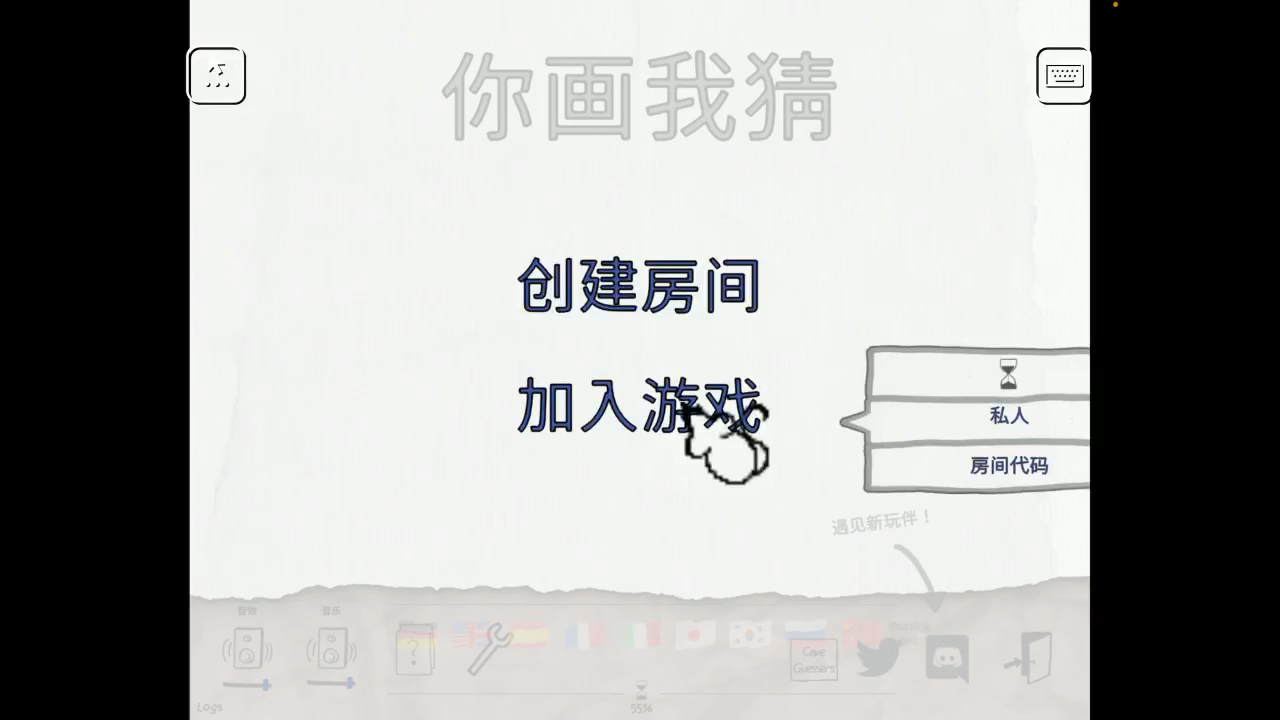 你画我猜
创建房间
加入游戏
私人
房间代码
遇见新玩伴！
音效
音乐
?
Cave
Guessers
Logs
55%